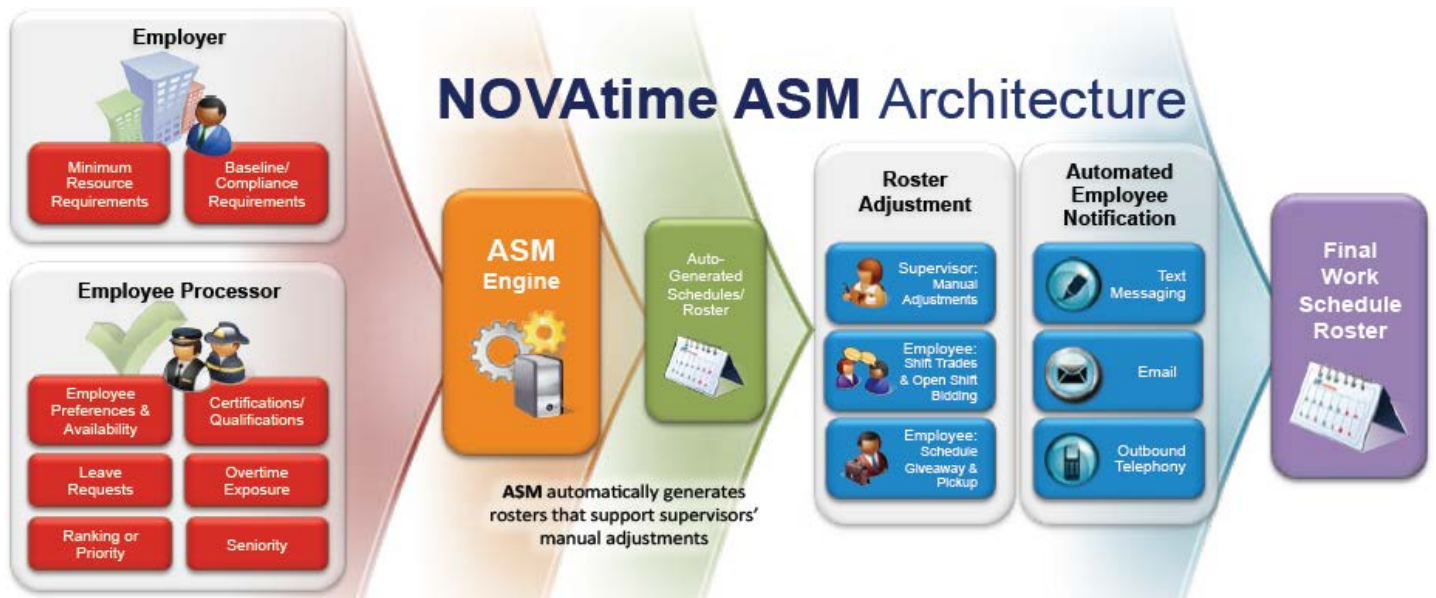 Employer
Minimum
Resource
Requirements
Baseline/
Compliance
Requirements
Employee Processor
Employee
Preferences &
Availability
Certifications/
Qualifications
Leave
Requests
Overtime
Exposure
Ranking or
Priority
Seniority
NOVAtime ASM Architecture
ASM
Engine
Auto-
Generated
Schedules/
Roster
ASM automatically generates
rosters that support supervisors'
manual adjustments
Roster
Adjustment
Supervisor:
Manual
Adjustments
Employee:
Shift Trades
& Open Shift
Bidding
Employee:
Schedule
Giveaway &
Pickup
Automated
Employee
Notification
Text
Messaging
Email
Outbound
Telephony
Final
Work
Schedule
Roster